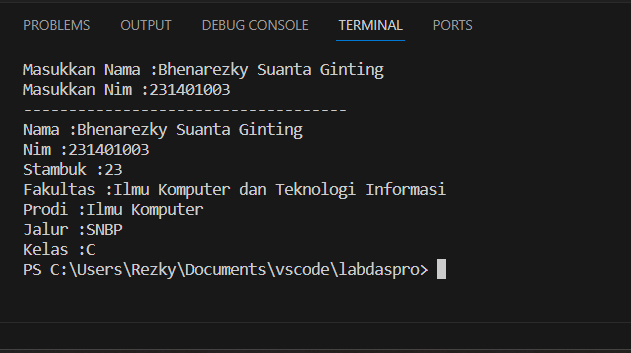 PROBLEMS OUTPUT DEBUG CONSOLE TERMINAL PORTS
Masukkan Nama :Bhenarezky Suanta Ginting
Masukkan Nim :231401003
------------------------------------
Nama :Bhenarezky Suanta Ginting
Nim :231401003
Stambuk :23
Fakultas :Ilmu Komputer dan Teknologi Informasi
Prodi :Ilmu Komputer
Jalur :SNBP
Kelas :C
PS C:\Users\Rezky\Documents\vscode\labdaspro>